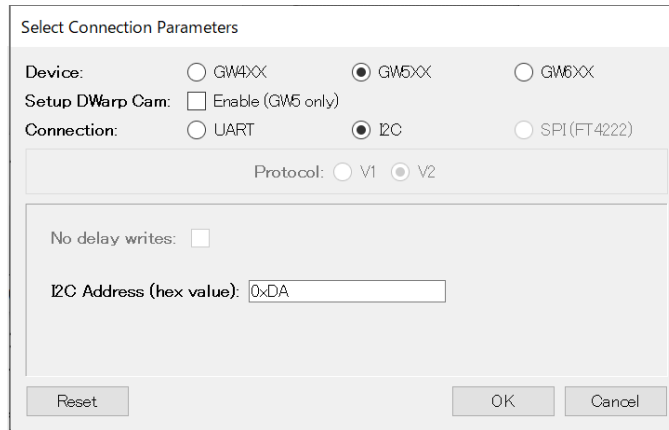 Select Connection Parameters
Device: GW4XX GW5XX GW6XX
Setup DWarp Cam: Enable (GW5 only)
Connection: UART I2C SPI(FT4222)
Protocol: V1 V2
No delay writes:
I2C Address (hex value): 0xDA
Reset OK Cancel